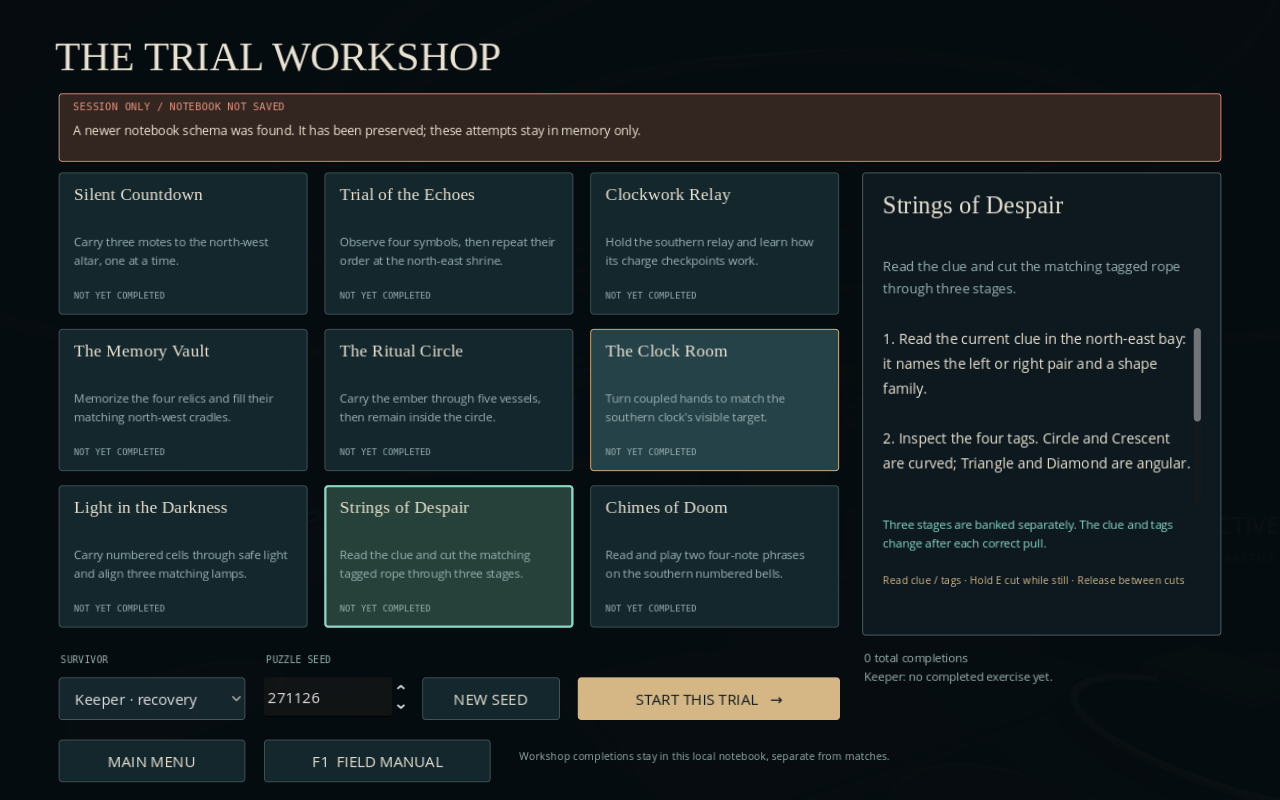 THE TRIAL WORKSHOP
SESSION ONLY / NOTEBOOK NOT SAVED
A newer notebook schema was found. It has been preserved; these attempts stay in memory only.
Silent Countdown
Carry three motes to the north-west
altar, one at a time.
NOT YET COMPLETED
Trial of the Echoes
Observe four symbols, then repeat their
order at the north-east shrine.
NOT YET COMPLETED
Clockwork Relay
Hold the southern relay and learn how
its charge checkpoints work.
NOT YET COMPLETED
The Memory Vault
Memorize the four relics and fill their
matching north-west cradles.
NOT YET COMPLETED
The Ritual Circle
Carry the ember through five vessels,
then remain inside the circle.
NOT YET COMPLETED
The Clock Room
Turn coupled hands to match the
southern clock's visible target.
NOT YET COMPLETED
Light in the Darkness
Carry numbered cells through safe light
and align three matching lamps.
NOT YET COMPLETED
Strings of Despair
Read the clue and cut the matching
tagged rope through three stages.
NOT YET COMPLETED
Chimes of Doom
Read and play two four-note phrases
on the southern numbered bells.
NOT YET COMPLETED
Strings of Despair
Read the clue and cut the matching tagged rope
through three stages.
1. Read the current clue in the north-east bay:
it names the left or right pair and a shape
family.
2. Inspect the four tags. Circle and Crescent
are curved; Triangle and Diamond are angular.
Three stages are banked separately. The clue and tags
change after each correct pull.
Read clue / tags · Hold E cut while still · Release between cuts
SURVIVOR
Keeper · recovery
PUZZLE SEED
271126
NEW SEED
START THIS TRIAL →
0 total completions
Keeper: no completed exercise yet.
MAIN MENU
F1 FIELD MANUAL
Workshop completions stay in this local notebook, separate from matches.